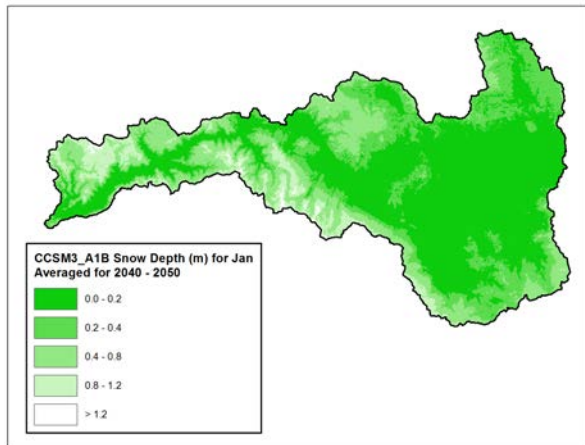 CCSM3_A1B Snow Depth (m) for Jan
Averaged for 2040 - 2050
0.0 - 0.2
0.2 - 0.4
0.4 - 0.8
0.8 - 1.2
> 1.2